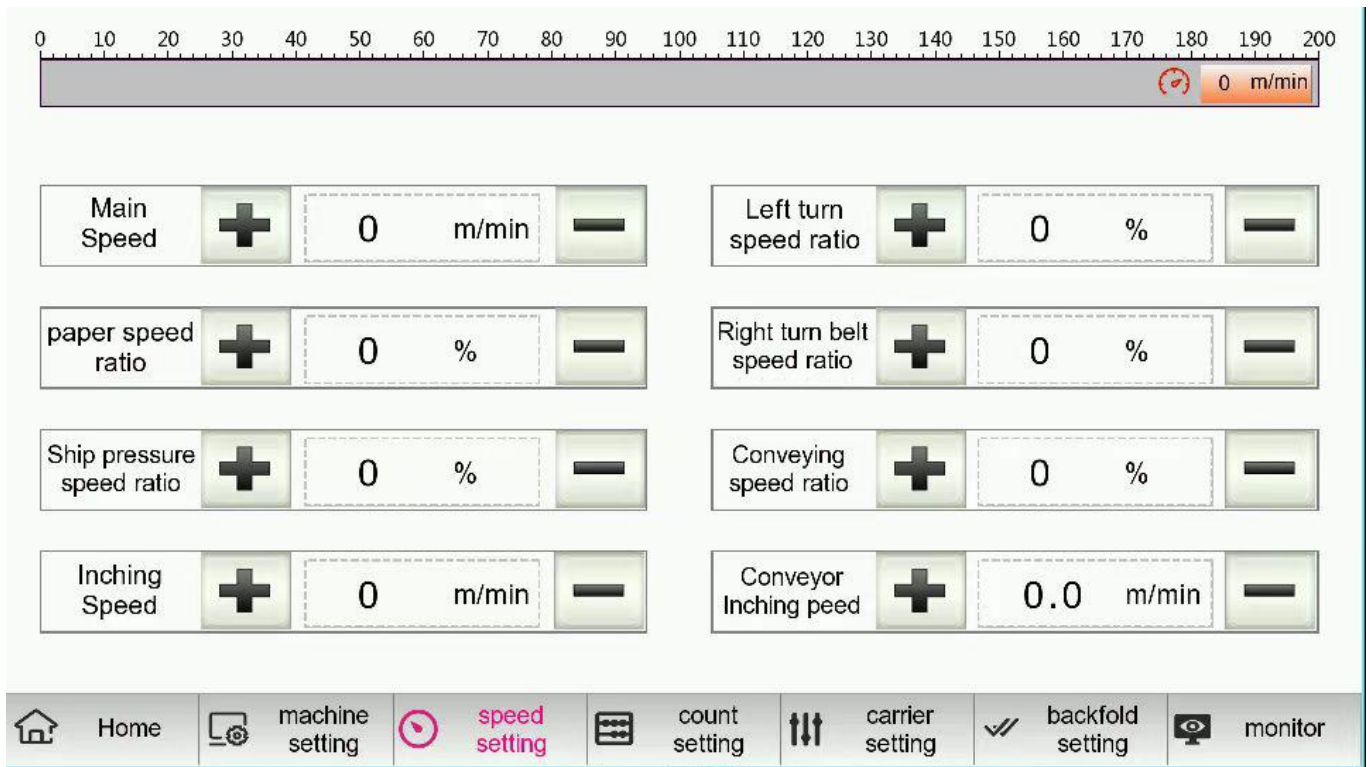 0 10 20 30 40 50 60 70 80 90 100 110 120 130 140 150 160 170 180 190 200
0 m/min
Main
Speed
0 m/min
Left turn
speed ratio
0 %
paper speed
ratio
0 %
Right turn belt
speed ratio
0 %
Ship pressure
speed ratio
0 %
Conveying
speed ratio
0 %
Inching
Speed
0 m/min
Conveyor
Inching peed
0.0 m/min
Home
machine
setting
speed
setting
count
setting
carrier
setting
backfold
setting
monitor